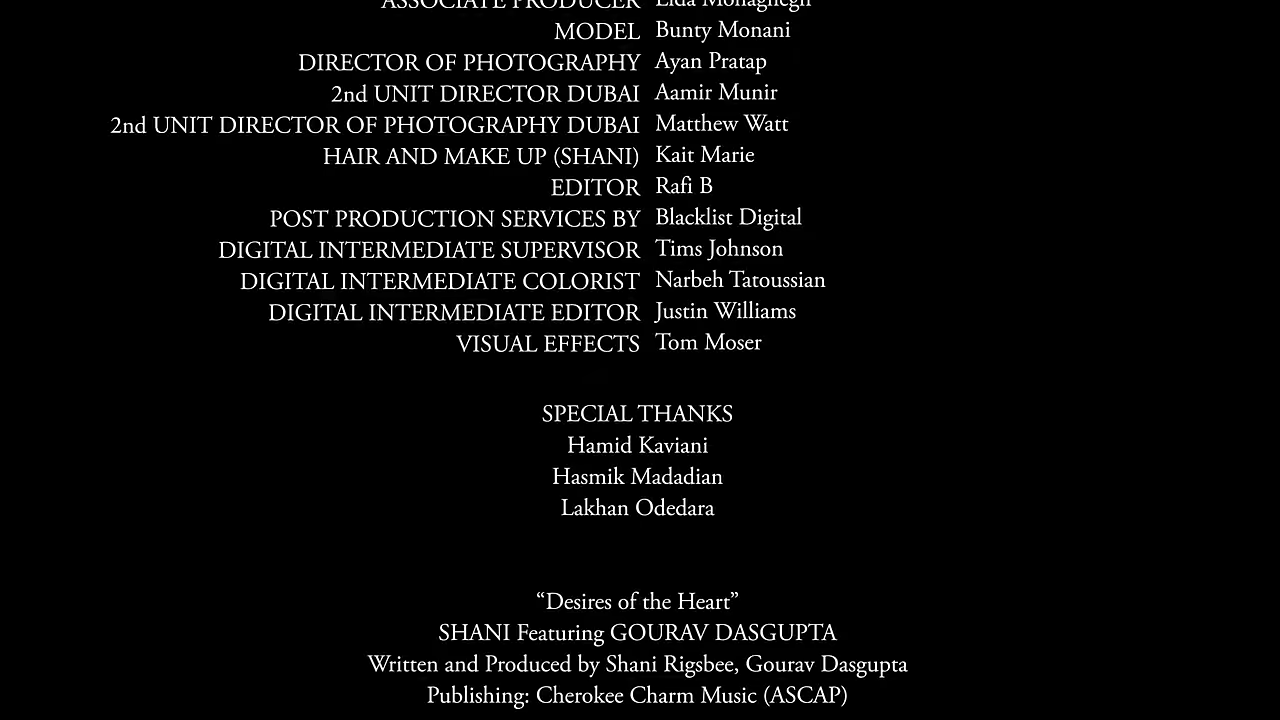 ASSOCIATE PRODUCER Lida Monaghegh
MODEL Bunty Monani
DIRECTOR OF PHOTOGRAPHY Ayan Pratap
2nd UNIT DIRECTOR DUBAI Aamir Munir
2nd UNIT DIRECTOR OF PHOTOGRAPHY DUBAI Matthew Watt
HAIR AND MAKE UP (SHANI) Kait Marie
EDITOR Rafi B
POST PRODUCTION SERVICES BY Blacklist Digital
DIGITAL INTERMEDIATE SUPERVISOR Tims Johnson
DIGITAL INTERMEDIATE COLORIST Narbeh Tatoussian
DIGITAL INTERMEDIATE EDITOR Justin Williams
VISUAL EFFECTS Tom Moser
SPECIAL THANKS
Hamid Kaviani
Hasmik Madadian
Lakhan Odedara
“Desires of the Heart”
SHANI Featuring GOURAV DASGUPTA
Written and Produced by Shani Rigsbee, Gourav Dasgupta
Publishing: Cherokee Charm Music (ASCAP)